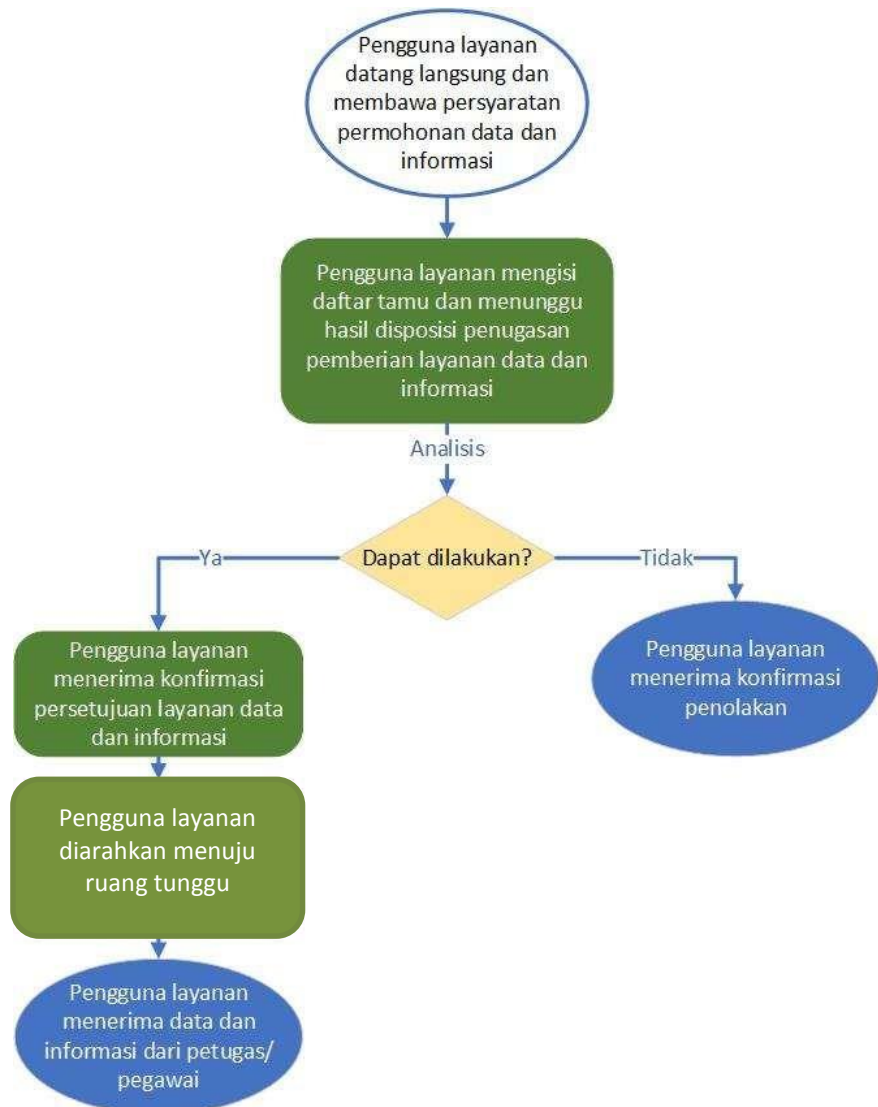 Pengguna layanan
datang langsung dan
membawa persyaratan
permohonan data dan
informasi
Pengguna layanan mengisi
daftar tamu dan menunggu
hasil disposisi penugasan
pemberian layanan data dan
informasi
Analisis
Ya
Dapat dilakukan?
Tidak
Pengguna layanan
menerima konfirmasi
persetujuan layanan data
dan informasi
Pengguna layanan
menerima konfirmasi
penolakan
Pengguna layanan
diarahkan menuju
ruang tunggu
Pengguna layanan
menerima data dan
informasi dari petugas/
pegawai